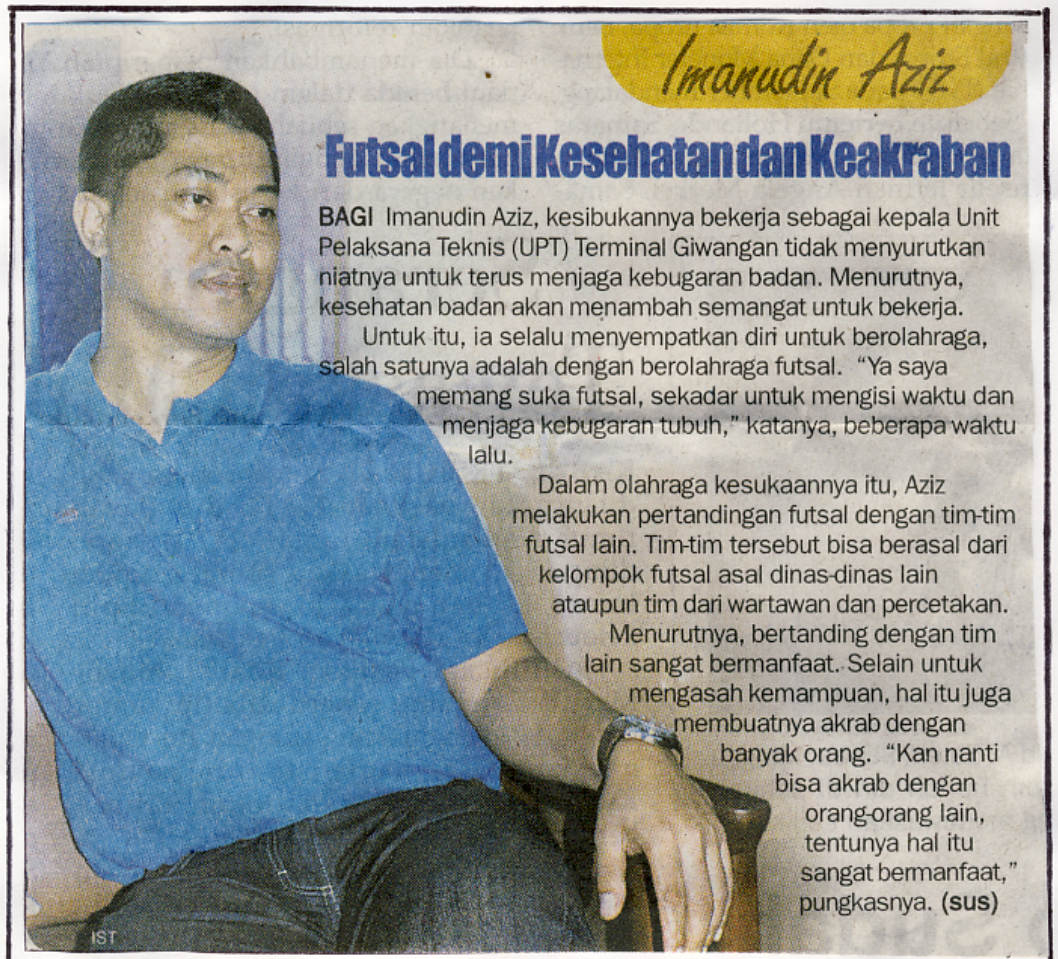 Imanudin Aziz
Futsal demi Kesehatan dan Keakraban
BAGI Imanudin Aziz, kesibukannya bekerja sebagai kepala Unit
Pelaksana Teknis (UPT) Terminal Giwangan tidak menyurutkan
niatnya untuk terus menjaga kebugaran badan. Menurutnya,
kesehatan badan akan menambah semangat untuk bekerja.
Untuk itu, ia selalu menyempatkan diri untuk berolahraga,
salah satunya adalah dengan berolahraga futsal. “Ya saya
memang suka futsal, sekadar untuk mengisi waktu dan
menjaga kebugaran tubuh,” katanya, beberapa waktu
lalu.
Dalam olahraga kesukaannya itu, Aziz
melakukan pertandingan futsal dengan tim-tim
futsal lain. Tim-tim tersebut bisa berasal dari
kelompok futsal asal dinas-dinas lain
ataupun tim dari wartawan dan percetakan.
Menurutnya, bertanding dengan tim
lain sangat bermanfaat. Selain untuk
mengasah kemampuan, hal itu juga
membuatnya akrab dengan
banyak orang. “Kan nanti
bisa akrab dengan
orang-orang lain,
tentunya hal itu
sangat bermanfaat,”
pungkasnya. (sus)
IST